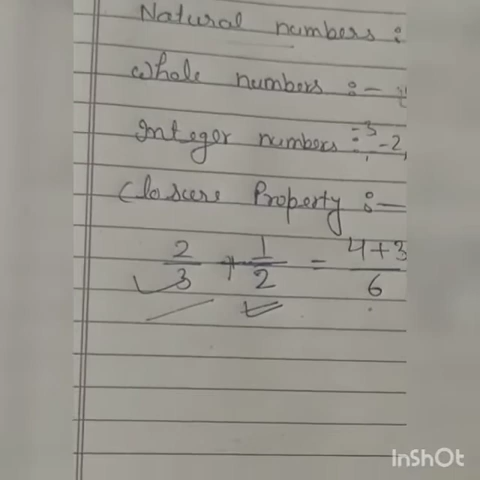 Natural numbers :
Whole numbers :-
Integer numbers :- -3, -2,
Closure Property :-
2/3 + 1/2 = 4+3/6
InShOt